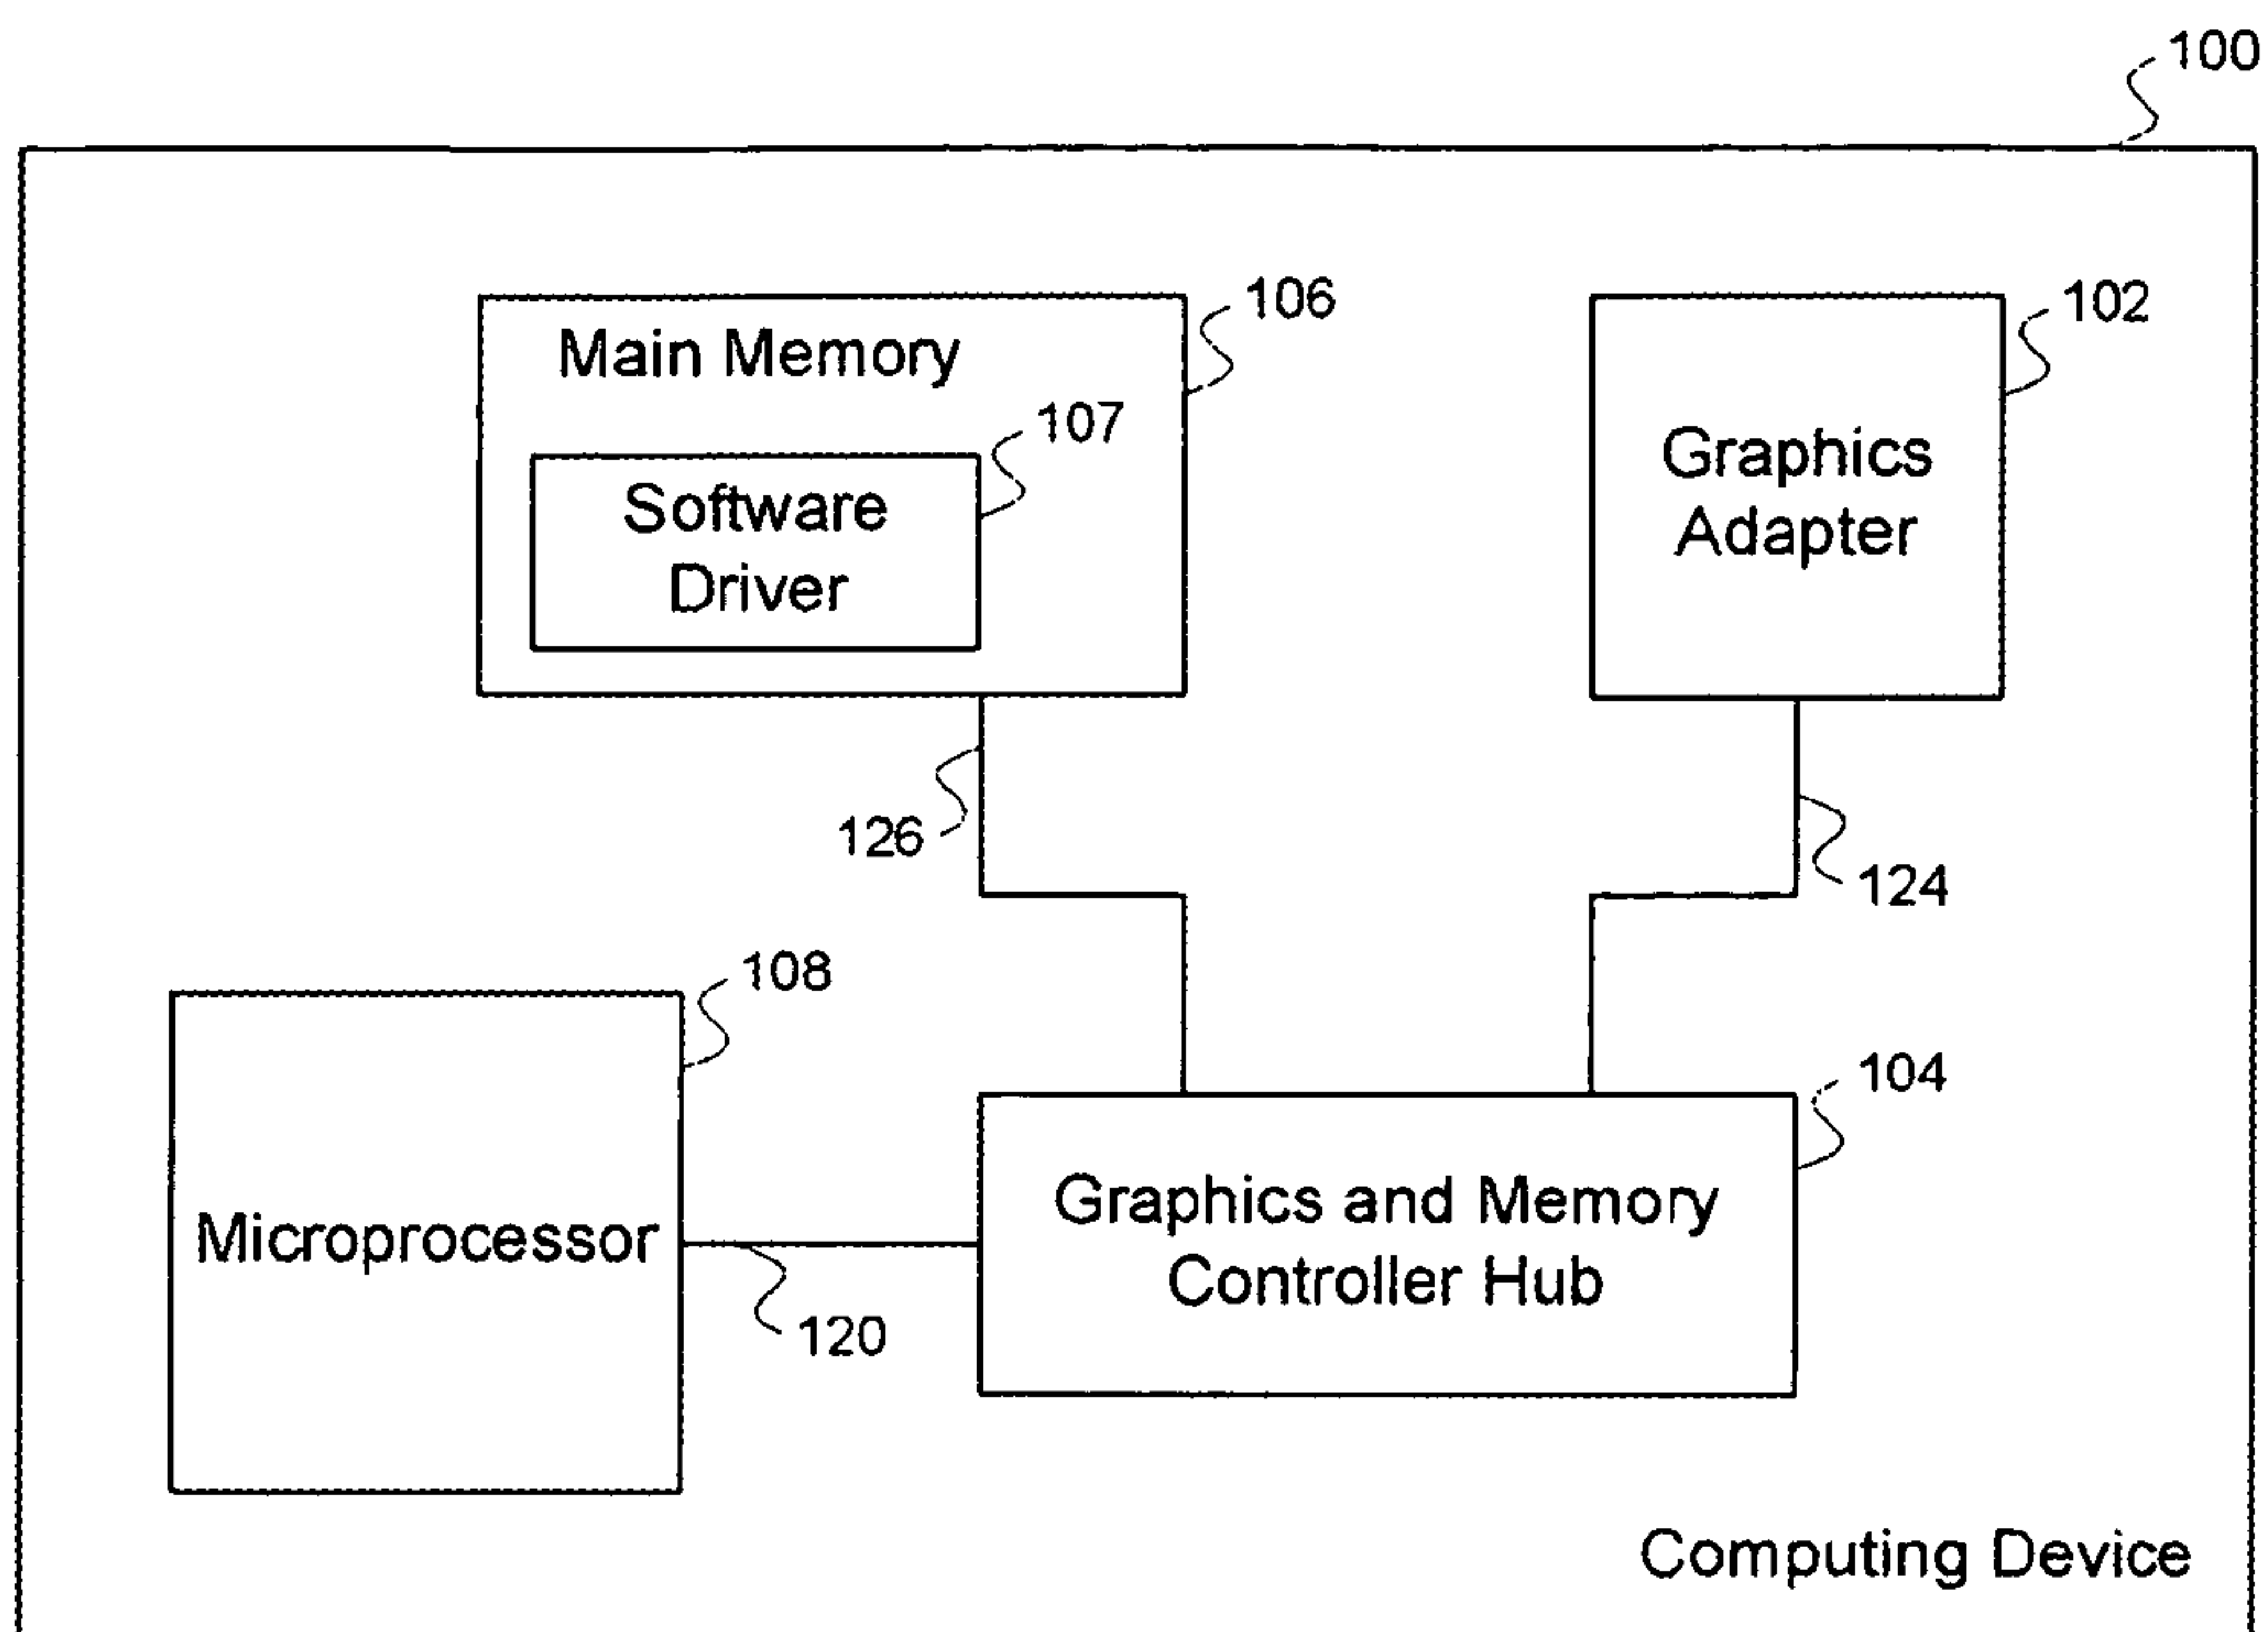 100
106
102
Main Memory
107
Software
Driver
Graphics
Adapter
126
124
108
104
Microprocessor
Graphics and Memory
Controller Hub
120
Computing Device